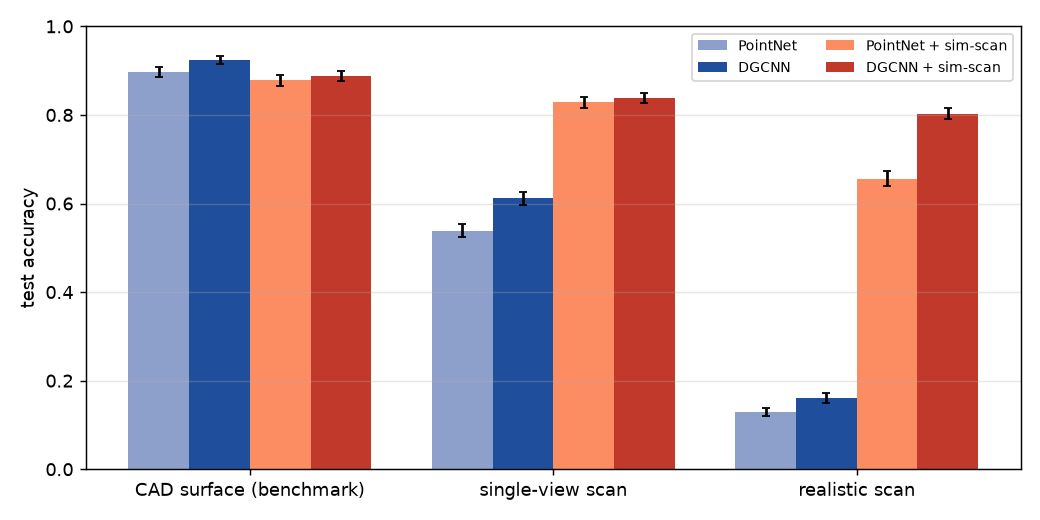 PointNet
DGCNN
PointNet + sim-scan
DGCNN + sim-scan
test accuracy
1.0
0.8
0.6
0.4
0.2
0.0
CAD surface (benchmark)
single-view scan
realistic scan